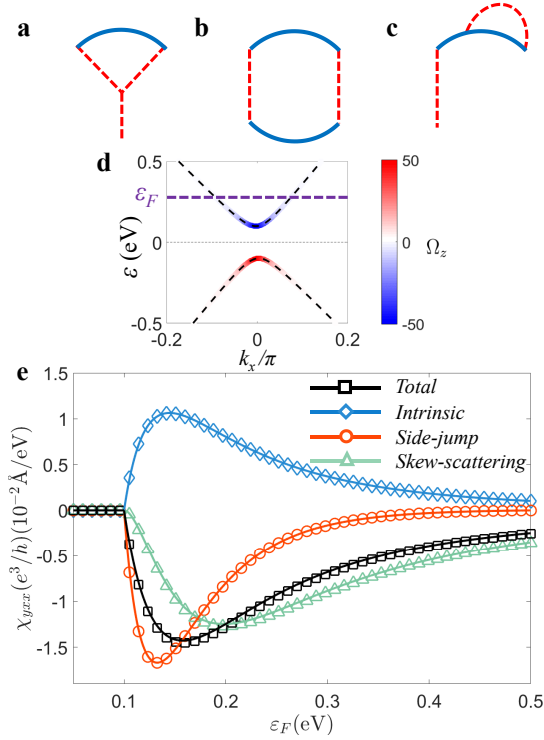 a b c
d
0.5
0
-0.5
ε_F
ε (eV)
-0.2 0 0.2
k_x/π
50
0
-50
Ω_z
e
1.5
1
0.5
0
-0.5
-1
-1.5
χ_yxx(e³/h)(10⁻²Å/eV)
Total
Intrinsic
Side-jump
Skew-scattering
0.1 0.2 0.3 0.4 0.5
ε_F(eV)